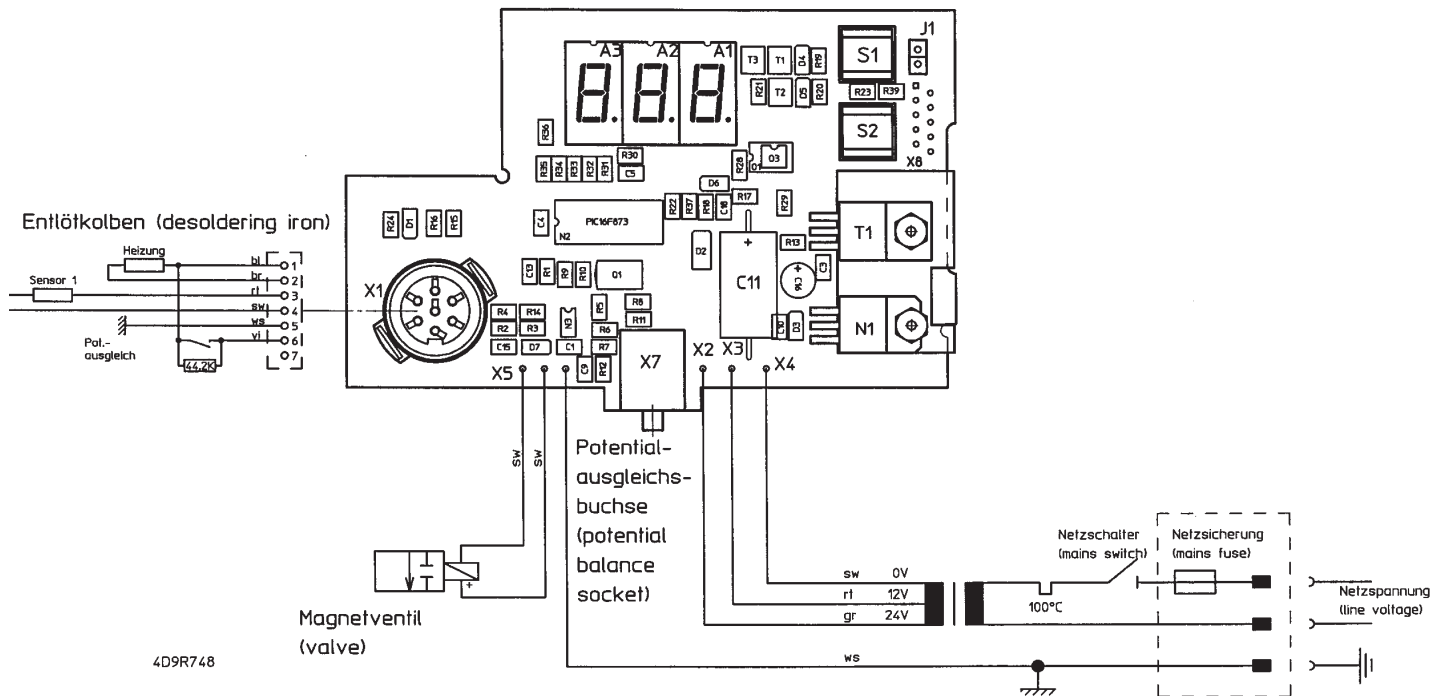 A3 A2 A1
J1
T3 T1 D4 R19
S1
R21 T2 D5 R20
R23 R39
S2
X8
R36
R30
C5
R35 R34 R33 R32 R31
R28
O3
D6
R17
R22 R37 R18 C18
R29
R24 D1 R16 R15
C4
PIC16F873
N2
D2
R13
T1
C11
C3
C13 R1 R9 R10
Q1
X1
R4 R14
R2 R3
C15 D7
N3
C1
R5
R8
R11
R6
R7
C9 R12
C10 D3
N1
X5
X7
X2 X3
X4
Entlötkolben (desoldering iron)
Heizung
Sensor 1
bl 1
br 2
rt 3
sw 4
ws 5
vi 6
7
Pot.-
ausgleich
44.2K
sw sw
Potential-
ausgleichs-
buchse
(potential
balance
socket)
Magnetventil
(valve)
+
sw 0V
rt 12V
gr 24V
ws
100°C
Netzschalter
(mains switch)
Netzsicherung
(mains fuse)
Netzspannung
(line voltage)
4D9R748